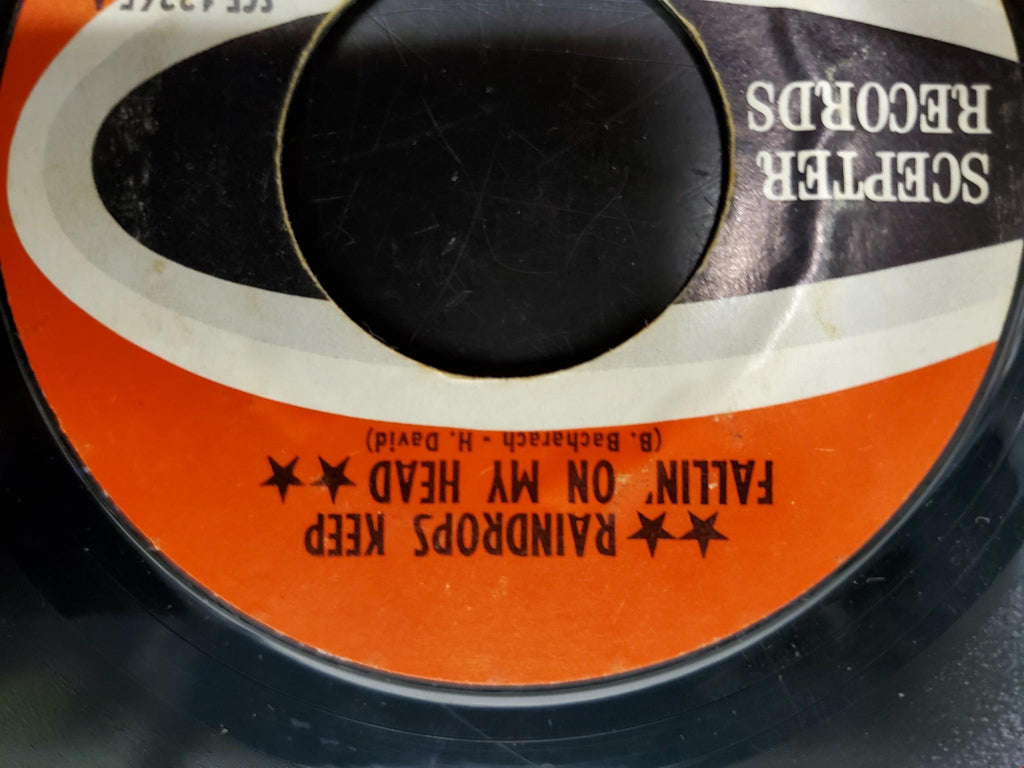 ★★RAINDROPS KEEP
FALLIN' ON MY HEAD★★
(B. Bacharach - H. David)
SCEPTER
RECORDS